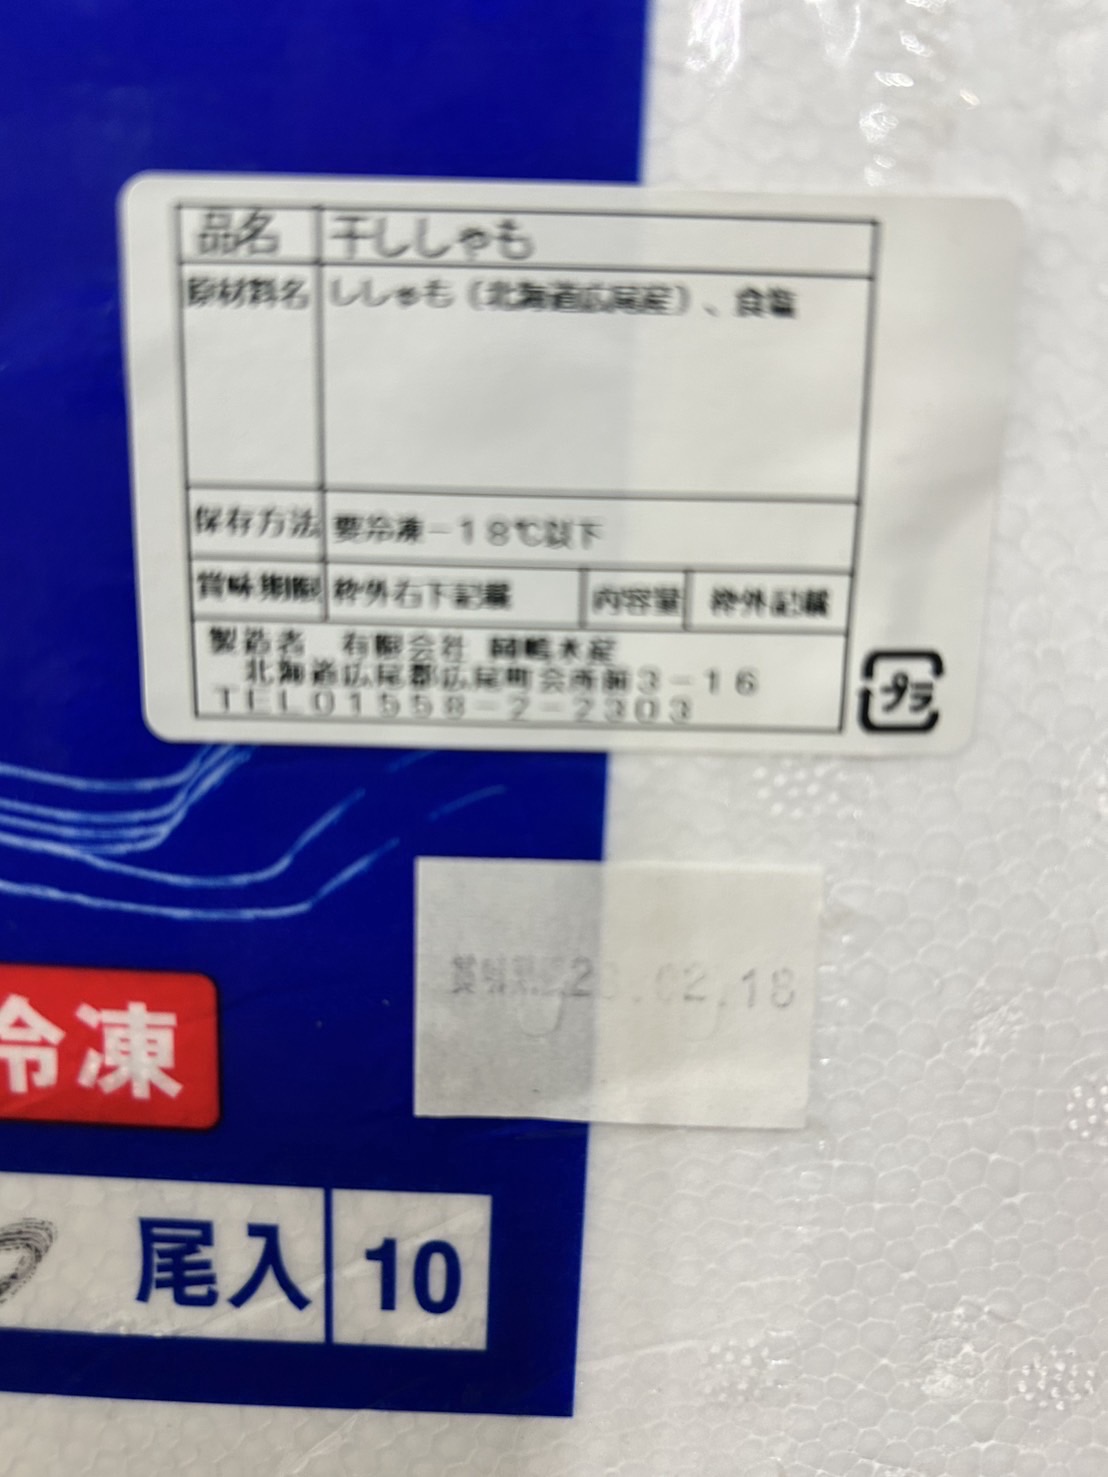 品名 干ししゃも
原材料名 ししゃも（北海道広尾産）、食塩
保存方法 要冷凍－18℃以下
賞味期限 枠外右下記載 内容量 枠外記載
製造者 有限会社 水産
北海道広尾郡広尾町会所前3－16
TEL01558－2－2303
プラ
賞味期限 .02.18
冷凍
尾入 10